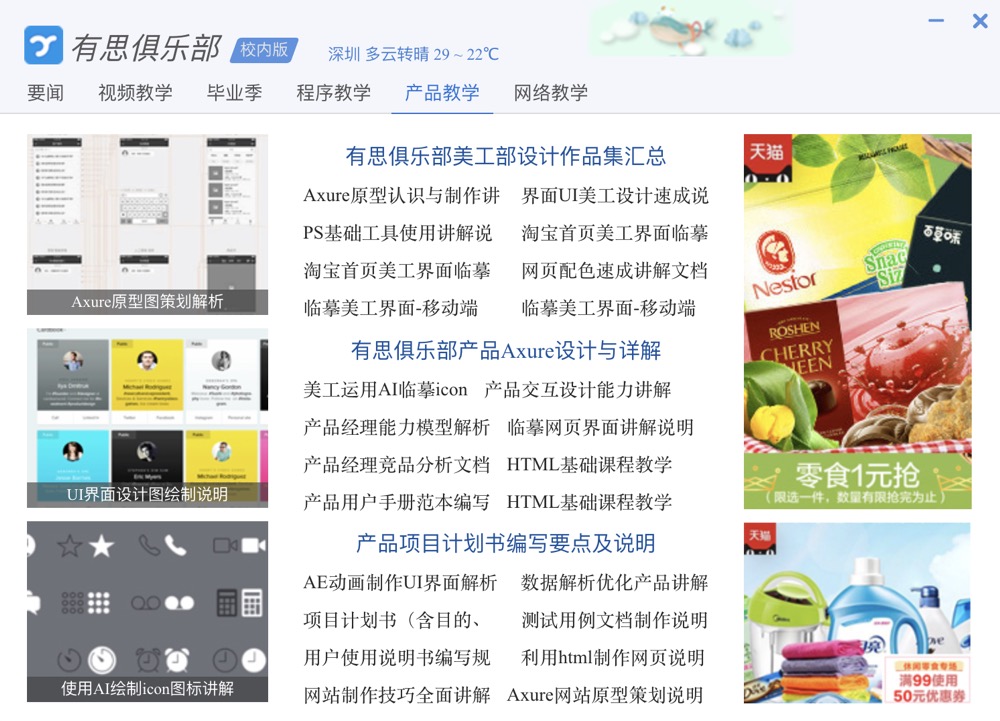 有思俱乐部 校内版 深圳 多云转晴 29 ~ 22℃
要闻 视频教学 毕业季 程序教学 产品教学 网络教学
Axure原型图策划解析
UI界面设计图绘制说明
使用AI绘制icon图标讲解
有思俱乐部美工部设计作品集汇总
Axure原型认识与制作讲 界面UI美工设计速成说
PS基础工具使用讲解说 淘宝首页美工界面临摹
淘宝首页美工界面临摹 网页配色速成讲解文档
临摹美工界面-移动端 临摹美工界面-移动端
有思俱乐部产品Axure设计与详解
美工运用AI临摹icon 产品交互设计能力讲解
产品经理能力模型解析 临摹网页界面讲解说明
产品经理竞品分析文档 HTML基础课程教学
产品用户手册范本编写 HTML基础课程教学
产品项目计划书编写要点及说明
AE动画制作UI界面解析 数据解析优化产品讲解
项目计划书（含目的、 测试用例文档制作说明
用户使用说明书编写规 利用html制作网页说明
网站制作技巧全面讲解 Axure网站原型策划说明
天猫
百草味
Nestor
Snack
Size
ROSHEN
CHERRY
QUEEN
零食1元抢
（限选一件，数量有限抢完为止）
天猫
休闲零食专场
满99使用
50元优惠券
Michael Rodriguez
Nancy Gordon
Eric Myers
Michael Rodriguez